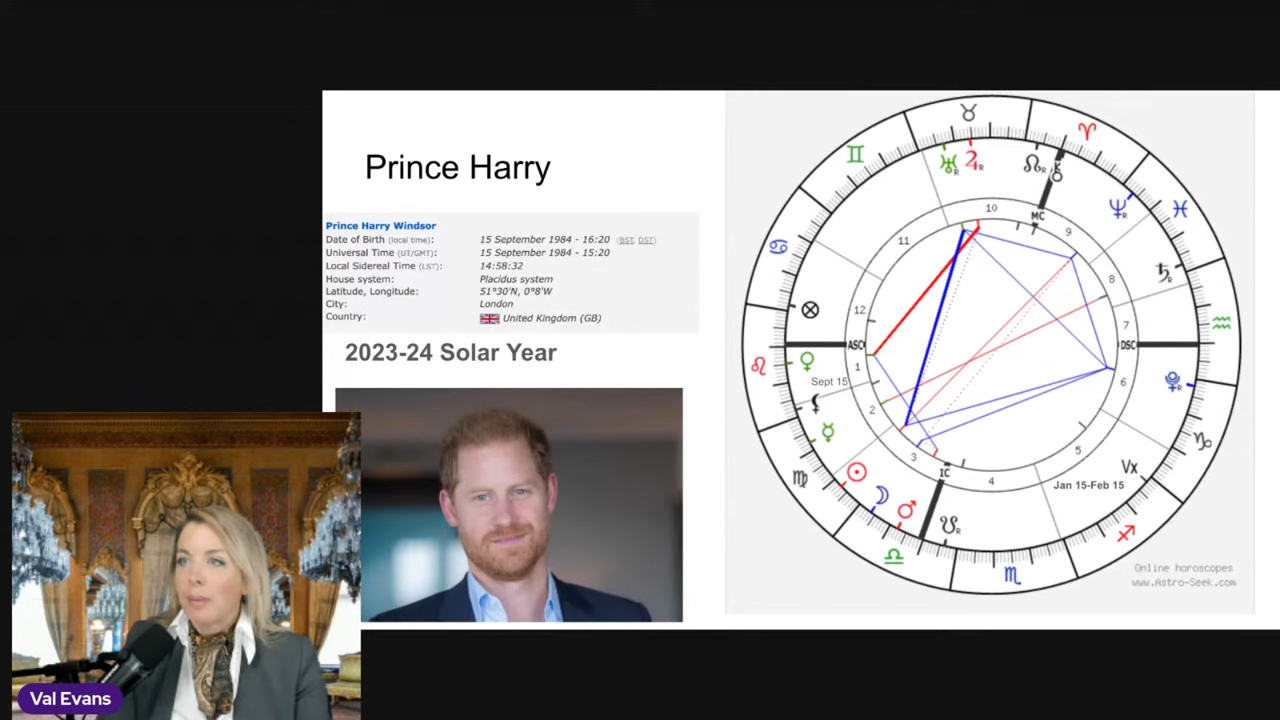 Prince Harry
Prince Harry Windsor
Date of Birth (local time): 15 September 1984 - 16:20 (BST, DST)
Universal Time (UT/GMT): 15 September 1984 - 15:20
Local Sidereal Time (LST): 14:58:32
House system: Placidus system
Latitude, Longitude: 51°30'N, 0°8'W
City: London
Country: United Kingdom (GB)
2023-24 Solar Year
10
MC
9
11
8
12
7
ASC
DSC
1
Sept 15
6
2
3
5
IC
4
Vx
Jan 15-Feb 15
R
R
R
R
R
R
R
Online horoscopes
www.Astro-Seek.com
Val Evans